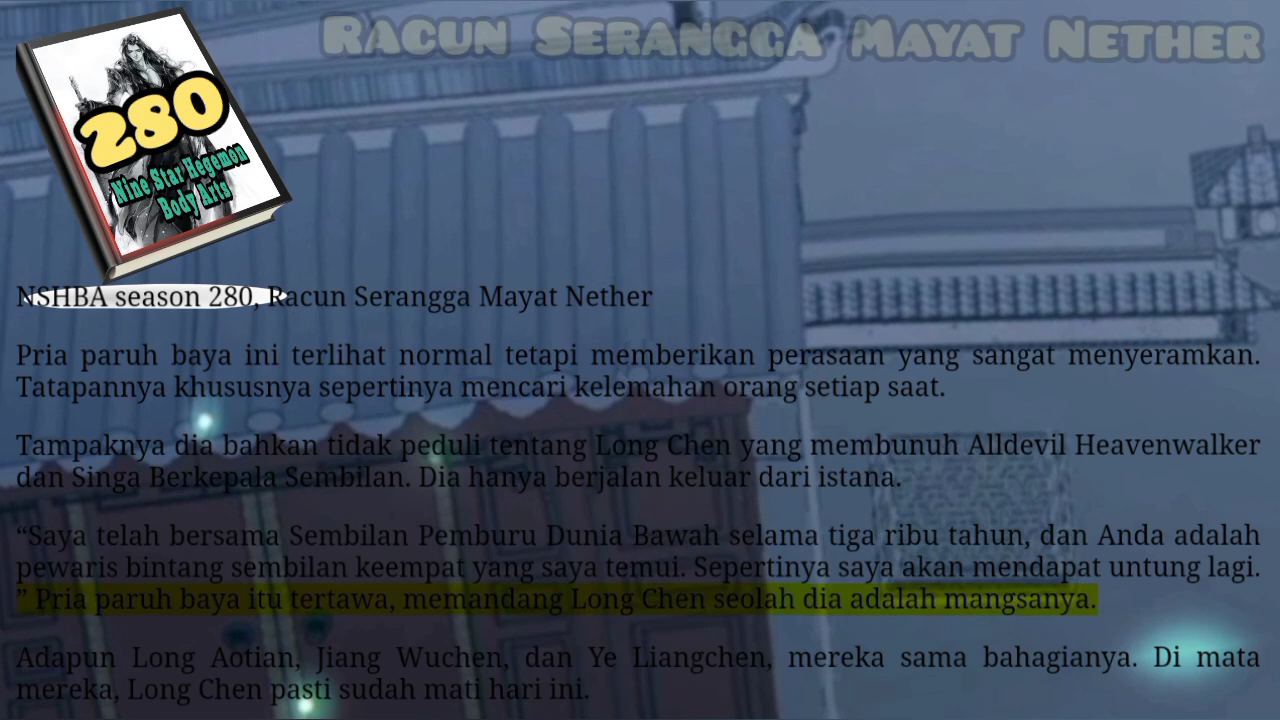 Racun Serangga Mayat Nether
280
Nine Star Hegemon
Body Arts
NSHBA season 280, Racun Serangga Mayat Nether
Pria paruh baya ini terlihat normal tetapi memberikan perasaan yang sangat menyeramkan.
Tatapannya khususnya sepertinya mencari kelemahan orang setiap saat.
Tampaknya dia bahkan tidak peduli tentang Long Chen yang membunuh Alldevil Heavenwalker
dan Singa Berkepala Sembilan. Dia hanya berjalan keluar dari istana.
“Saya telah bersama Sembilan Pemburu Dunia Bawah selama tiga ribu tahun, dan Anda adalah
pewaris bintang sembilan keempat yang saya temui. Sepertinya saya akan mendapat untung lagi.
” Pria paruh baya itu tertawa, memandang Long Chen seolah dia adalah mangsanya.
Adapun Long Aotian, Jiang Wuchen, dan Ye Liangchen, mereka sama bahagianya. Di mata
mereka, Long Chen pasti sudah mati hari ini.